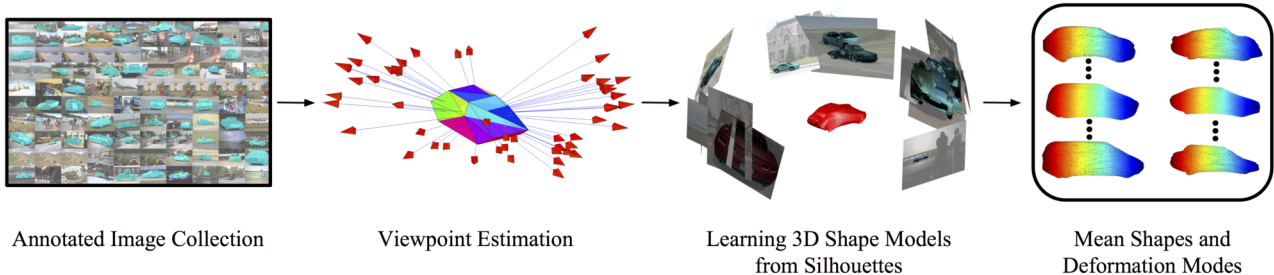 Annotated Image Collection
Viewpoint Estimation
Learning 3D Shape Models
from Silhouettes
Mean Shapes and
Deformation Modes